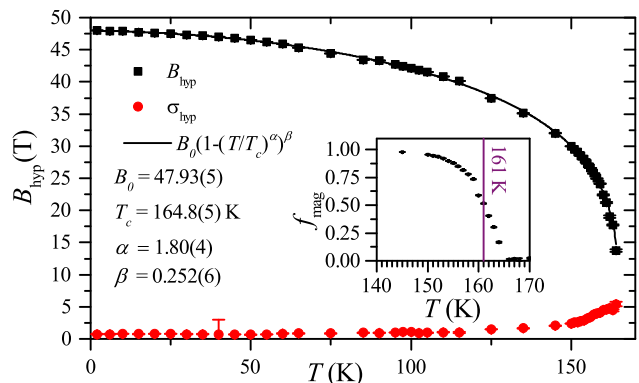 50
45
40
35
30
25
20
15
10
5
0
B_hyp (T)
B_hyp
σ_hyp
B_0(1-(T/T_c)^α)^β
B_0 = 47.93(5)
T_c = 164.8(5) K
α = 1.80(4)
β = 0.252(6)
1.00
0.75
0.50
0.25
0.00
f_mag
161 K
140 150 160 170
T (K)
0 50 100 150
T (K)